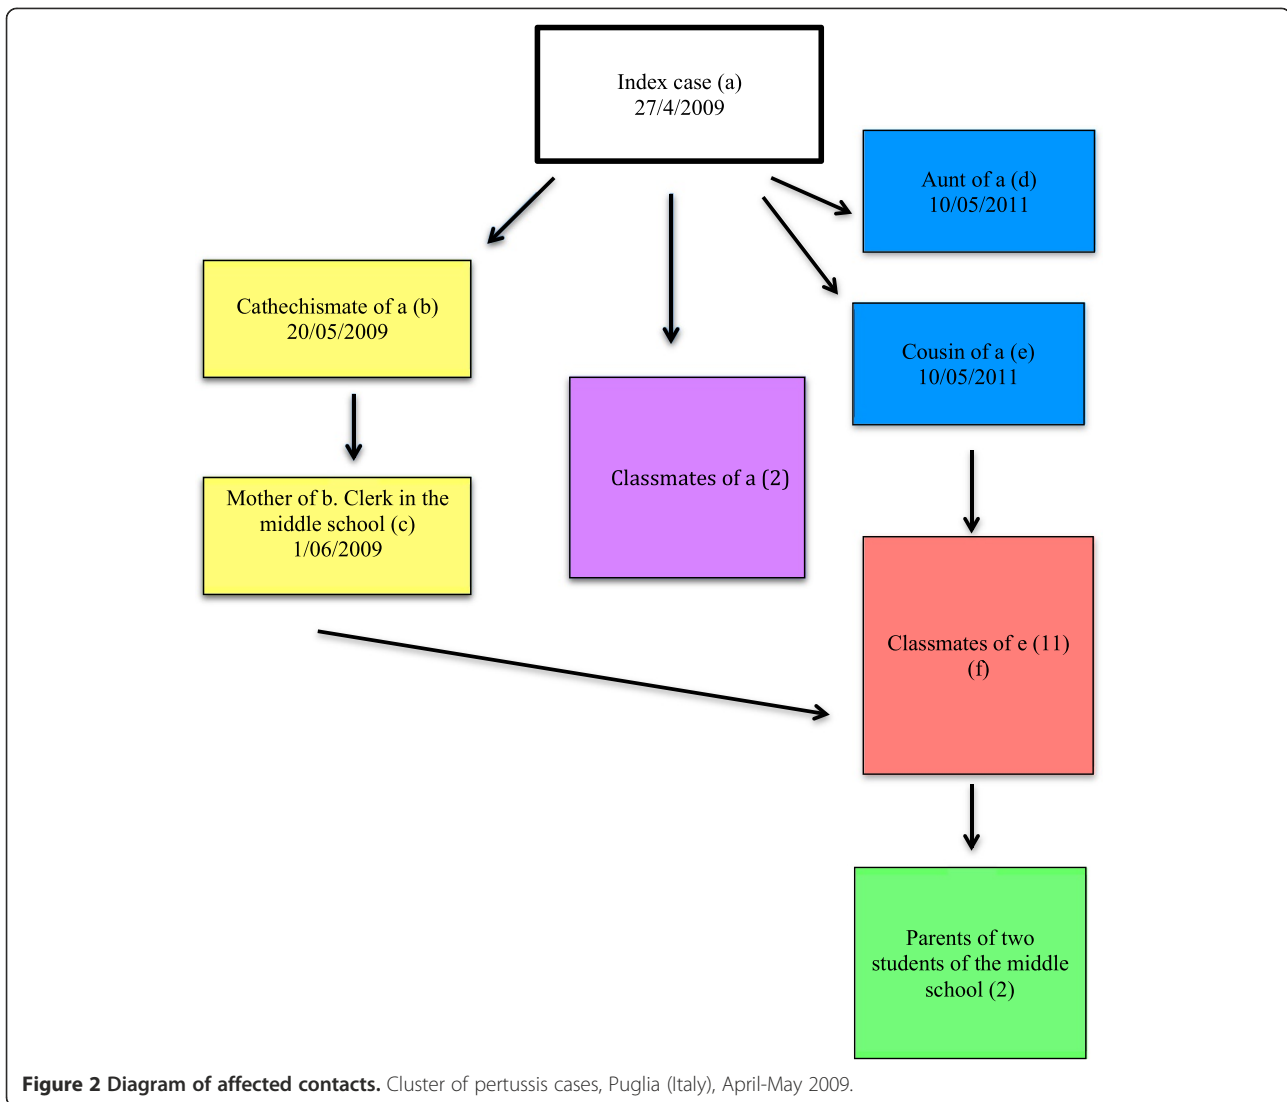 Index case (a)
27/4/2009
Aunt of a (d)
10/05/2011
Cathechismate of a (b)
20/05/2009
Cousin of a (e)
10/05/2011
Classmates of a (2)
Mother of b. Clerk in the
middle school (c)
1/06/2009
Classmates of e (11)
(f)
Parents of two
students of the middle
school (2)
Figure 2 Diagram of affected contacts. Cluster of pertussis cases, Puglia (Italy), April-May 2009.